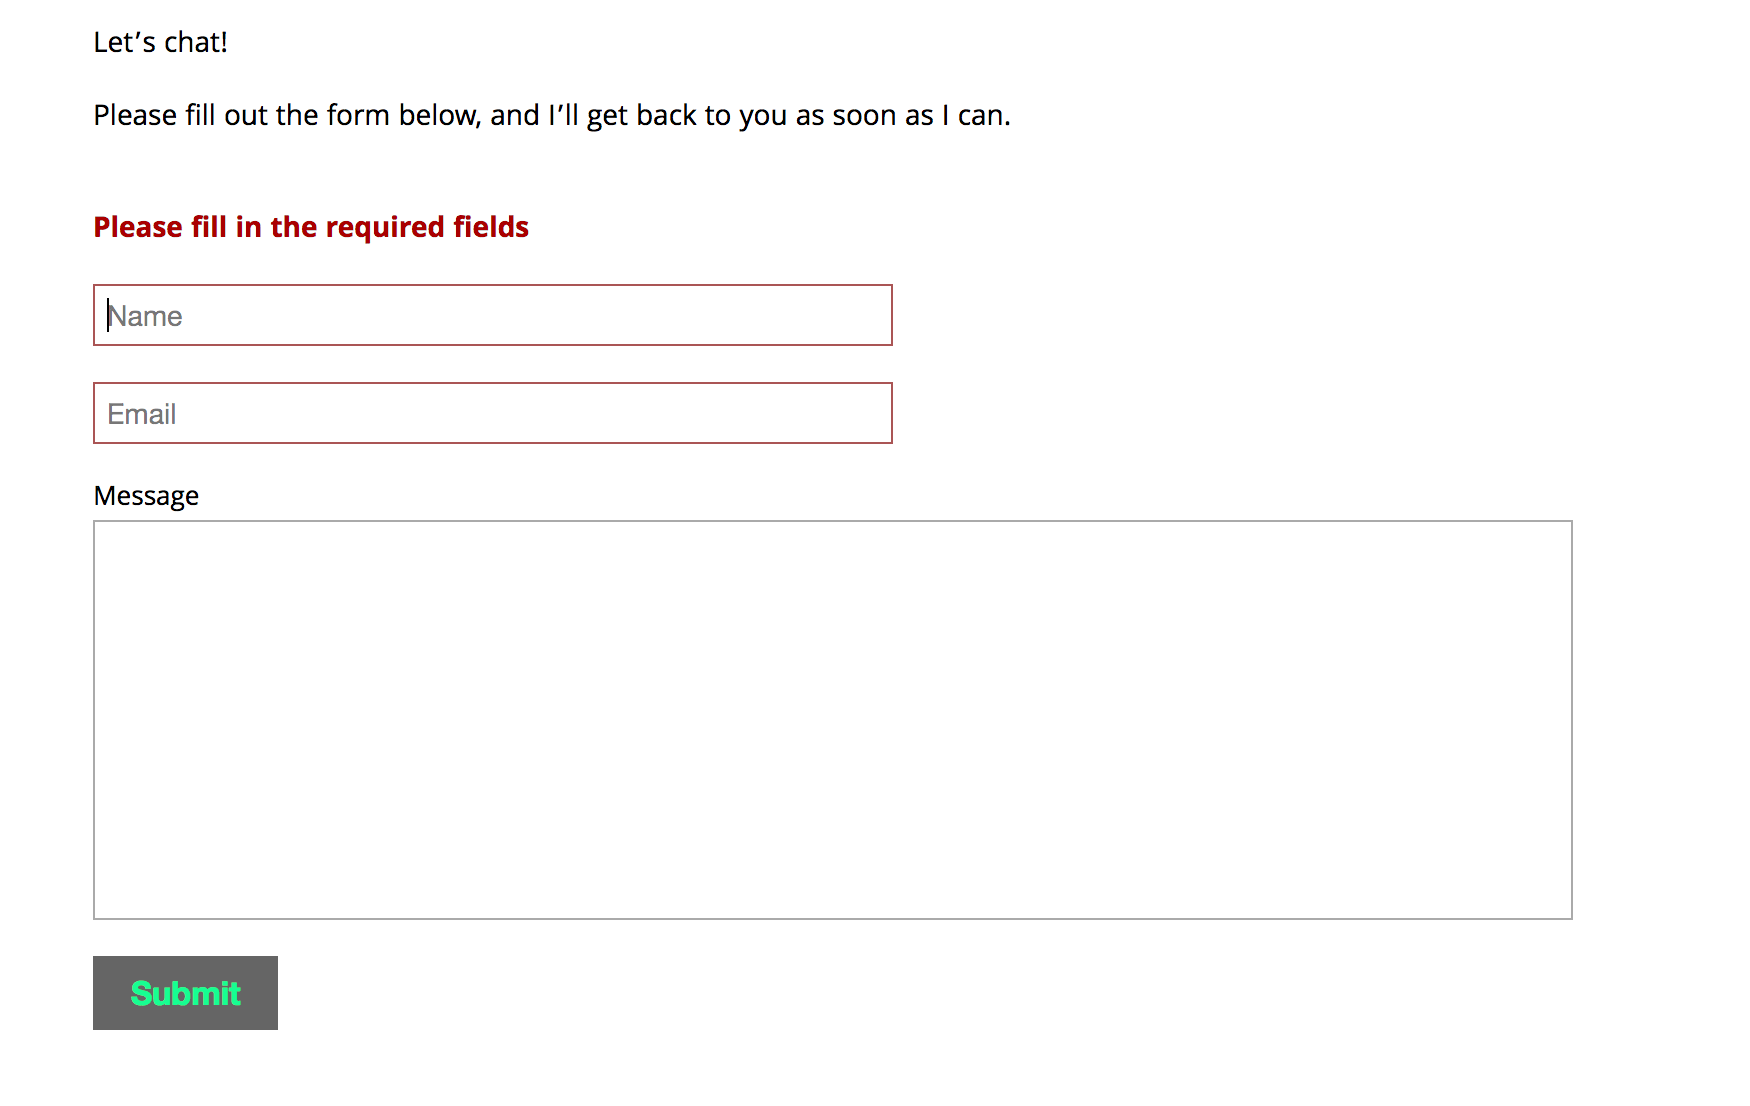 Let’s chat!
Please fill out the form below, and I’ll get back to you as soon as I can.
Please fill in the required fields
Name
Email
Message
Submit